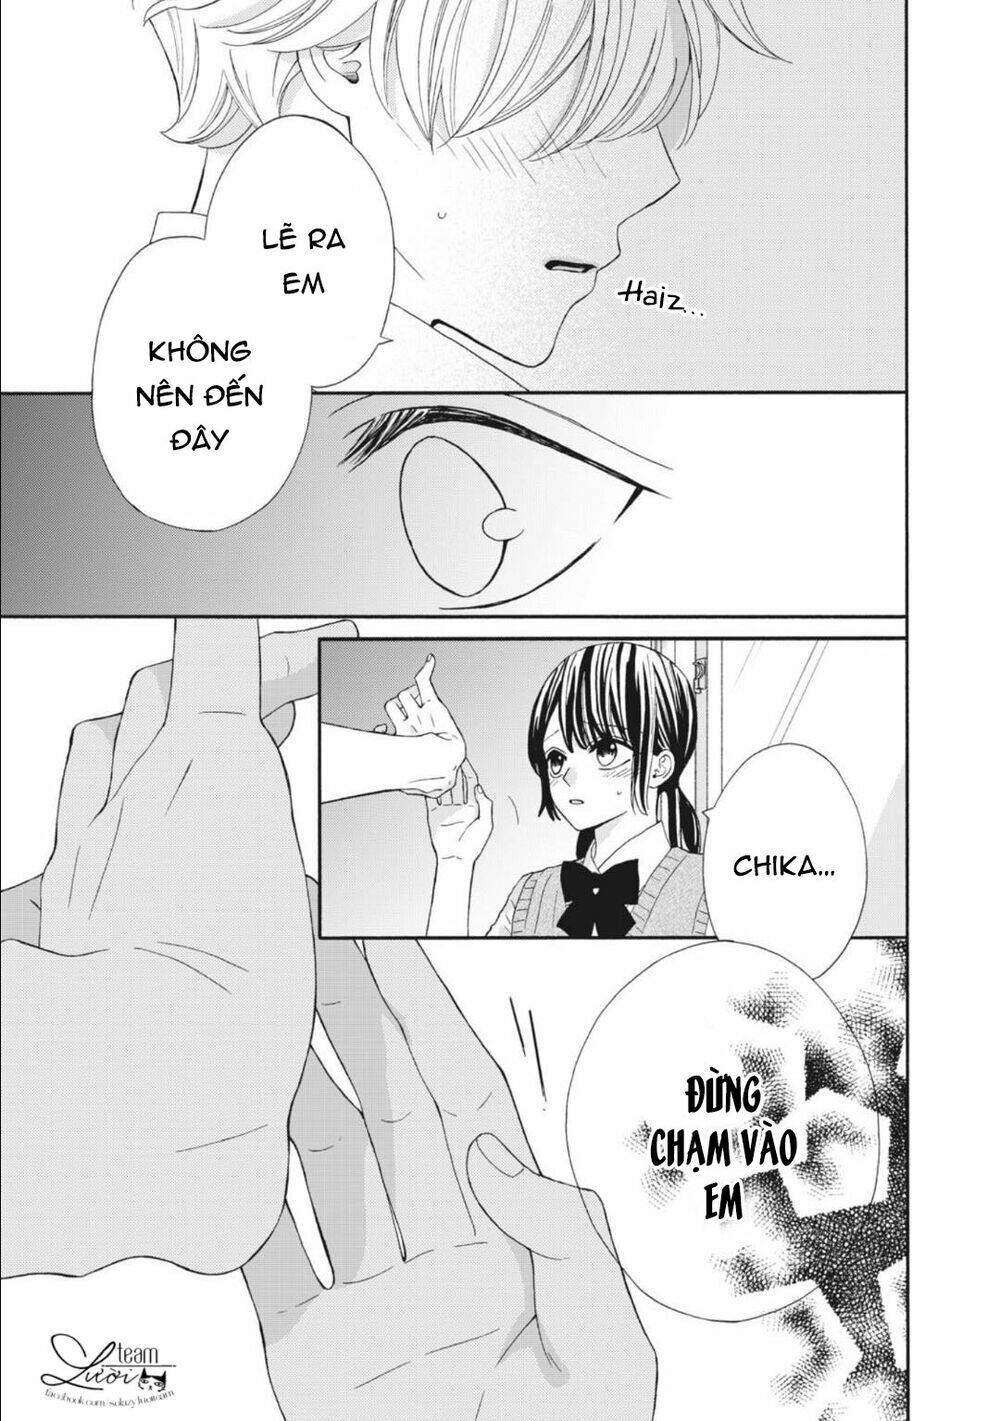 LẼ RA
EM
KHÔNG
NÊN ĐẾN
ĐÂY
Haiz...
CHIKA...
ĐỪNG
CHẠM VÀO
EM
team
Lười